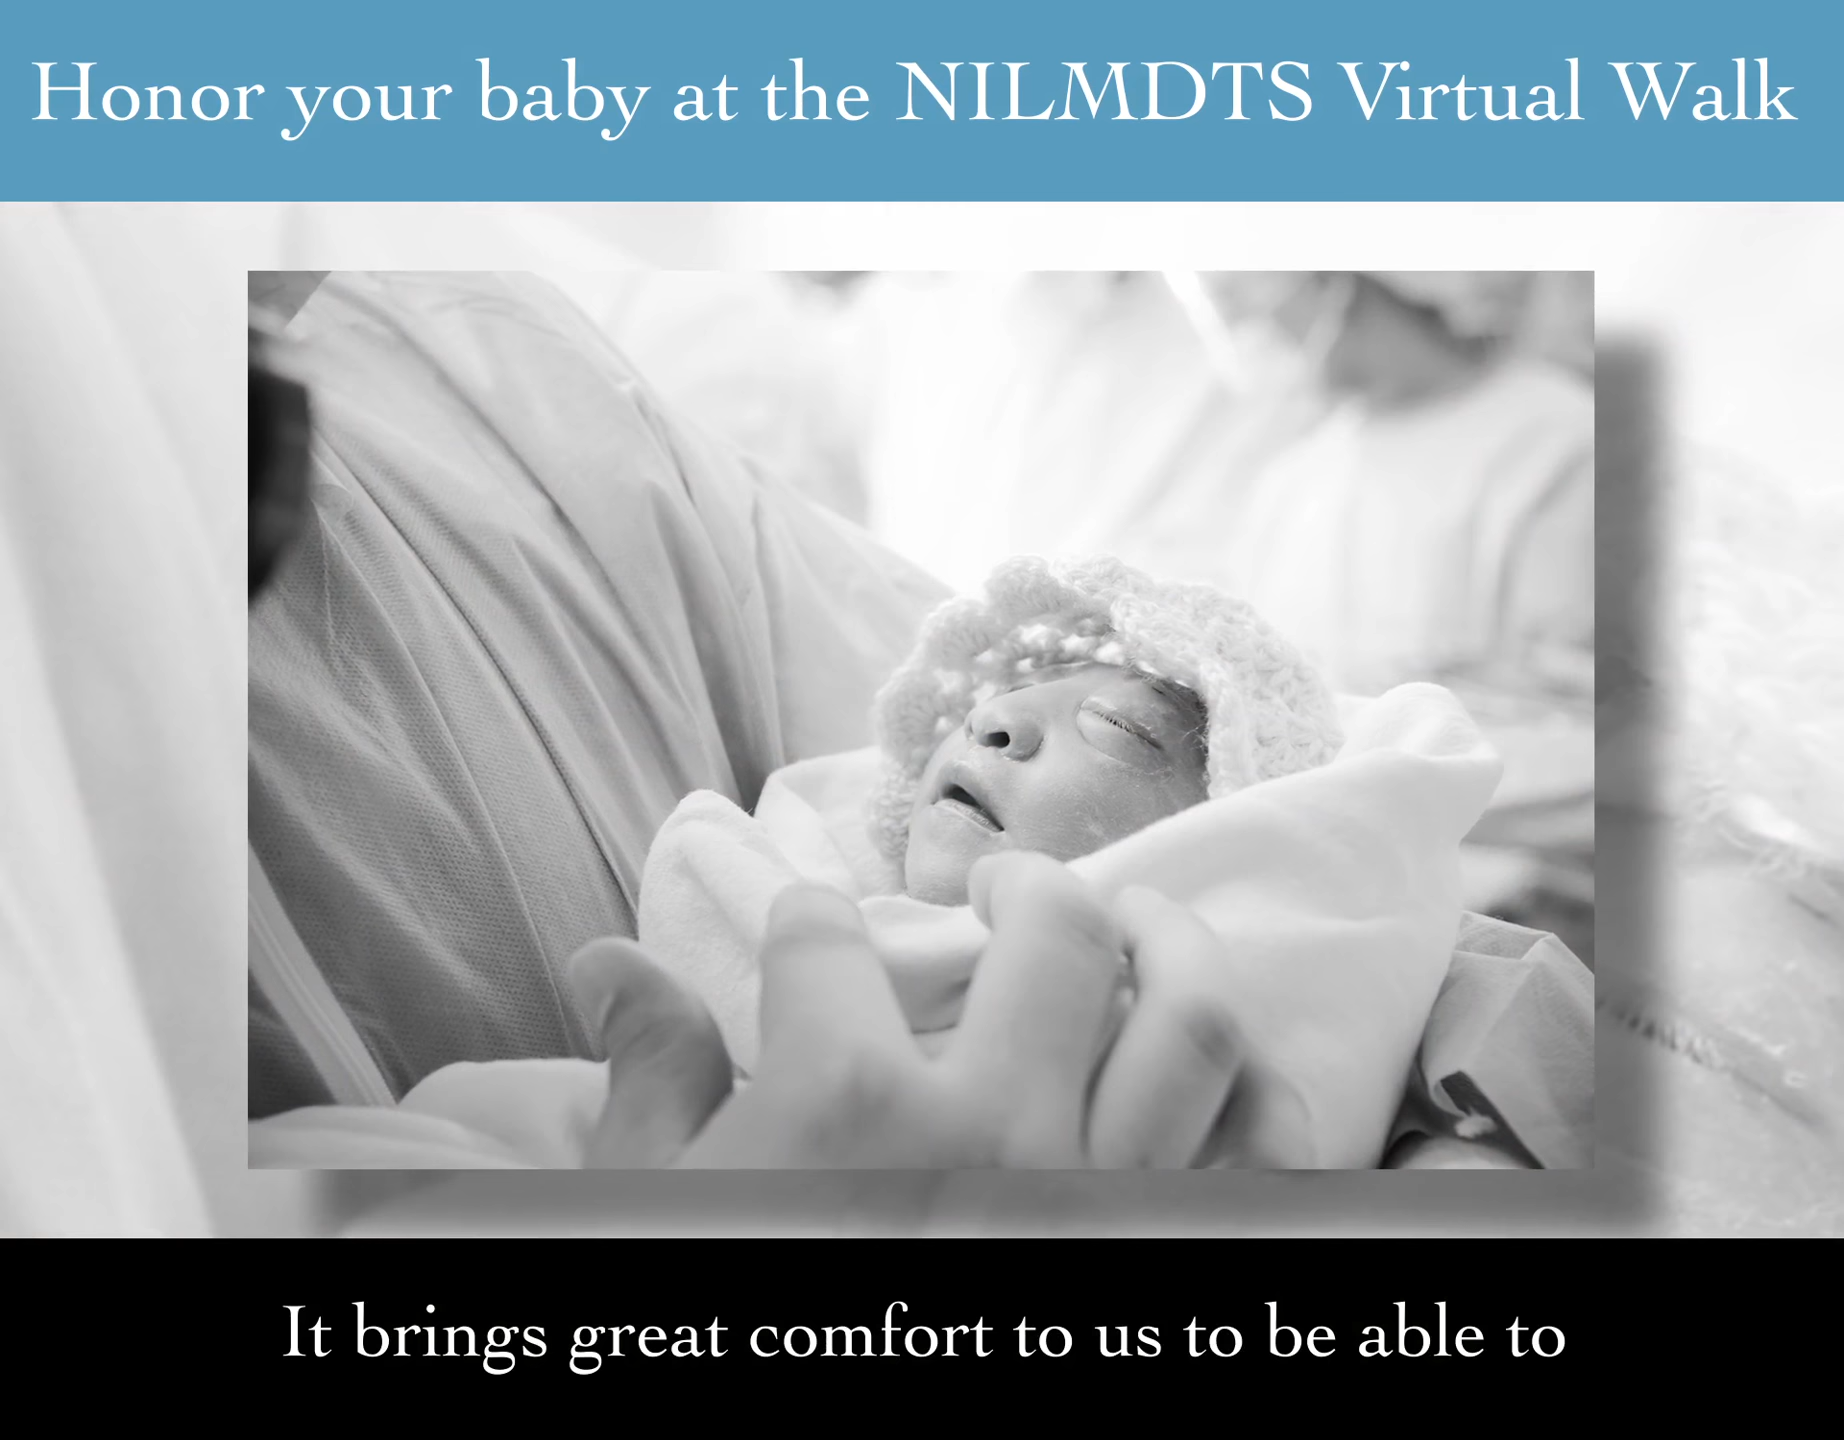 Honor your baby at the NILMDTS Virtual Walk
It brings great comfort to us to be able to